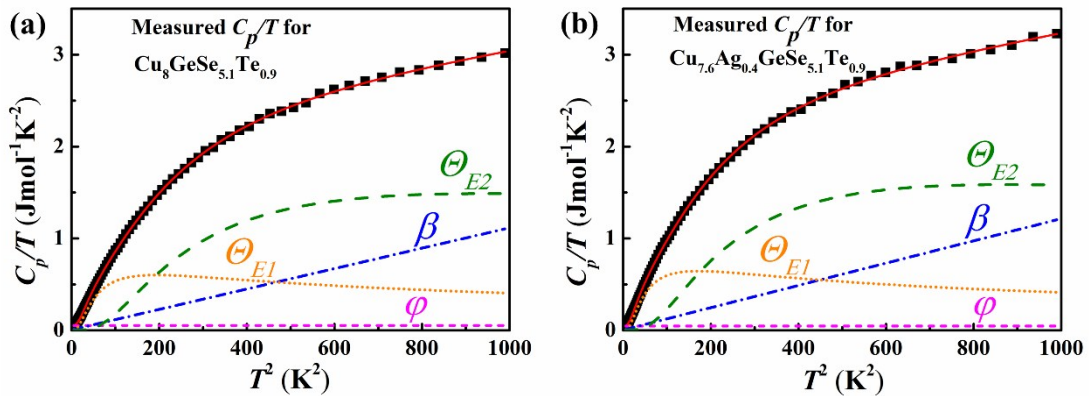 (a)
Measured Cp/T for
Cu8GeSe5.1Te0.9
Cp/T (Jmol-1K-2)
3
2
1
0
ΘE2
β
ΘE1
φ
0 200 400 600 800 1000
T2 (K2)
(b)
Measured Cp/T for
Cu7.6Ag0.4GeSe5.1Te0.9
Cp/T (Jmol-1K-2)
3
2
1
0
ΘE2
β
ΘE1
φ
0 200 400 600 800 1000
T2 (K2)